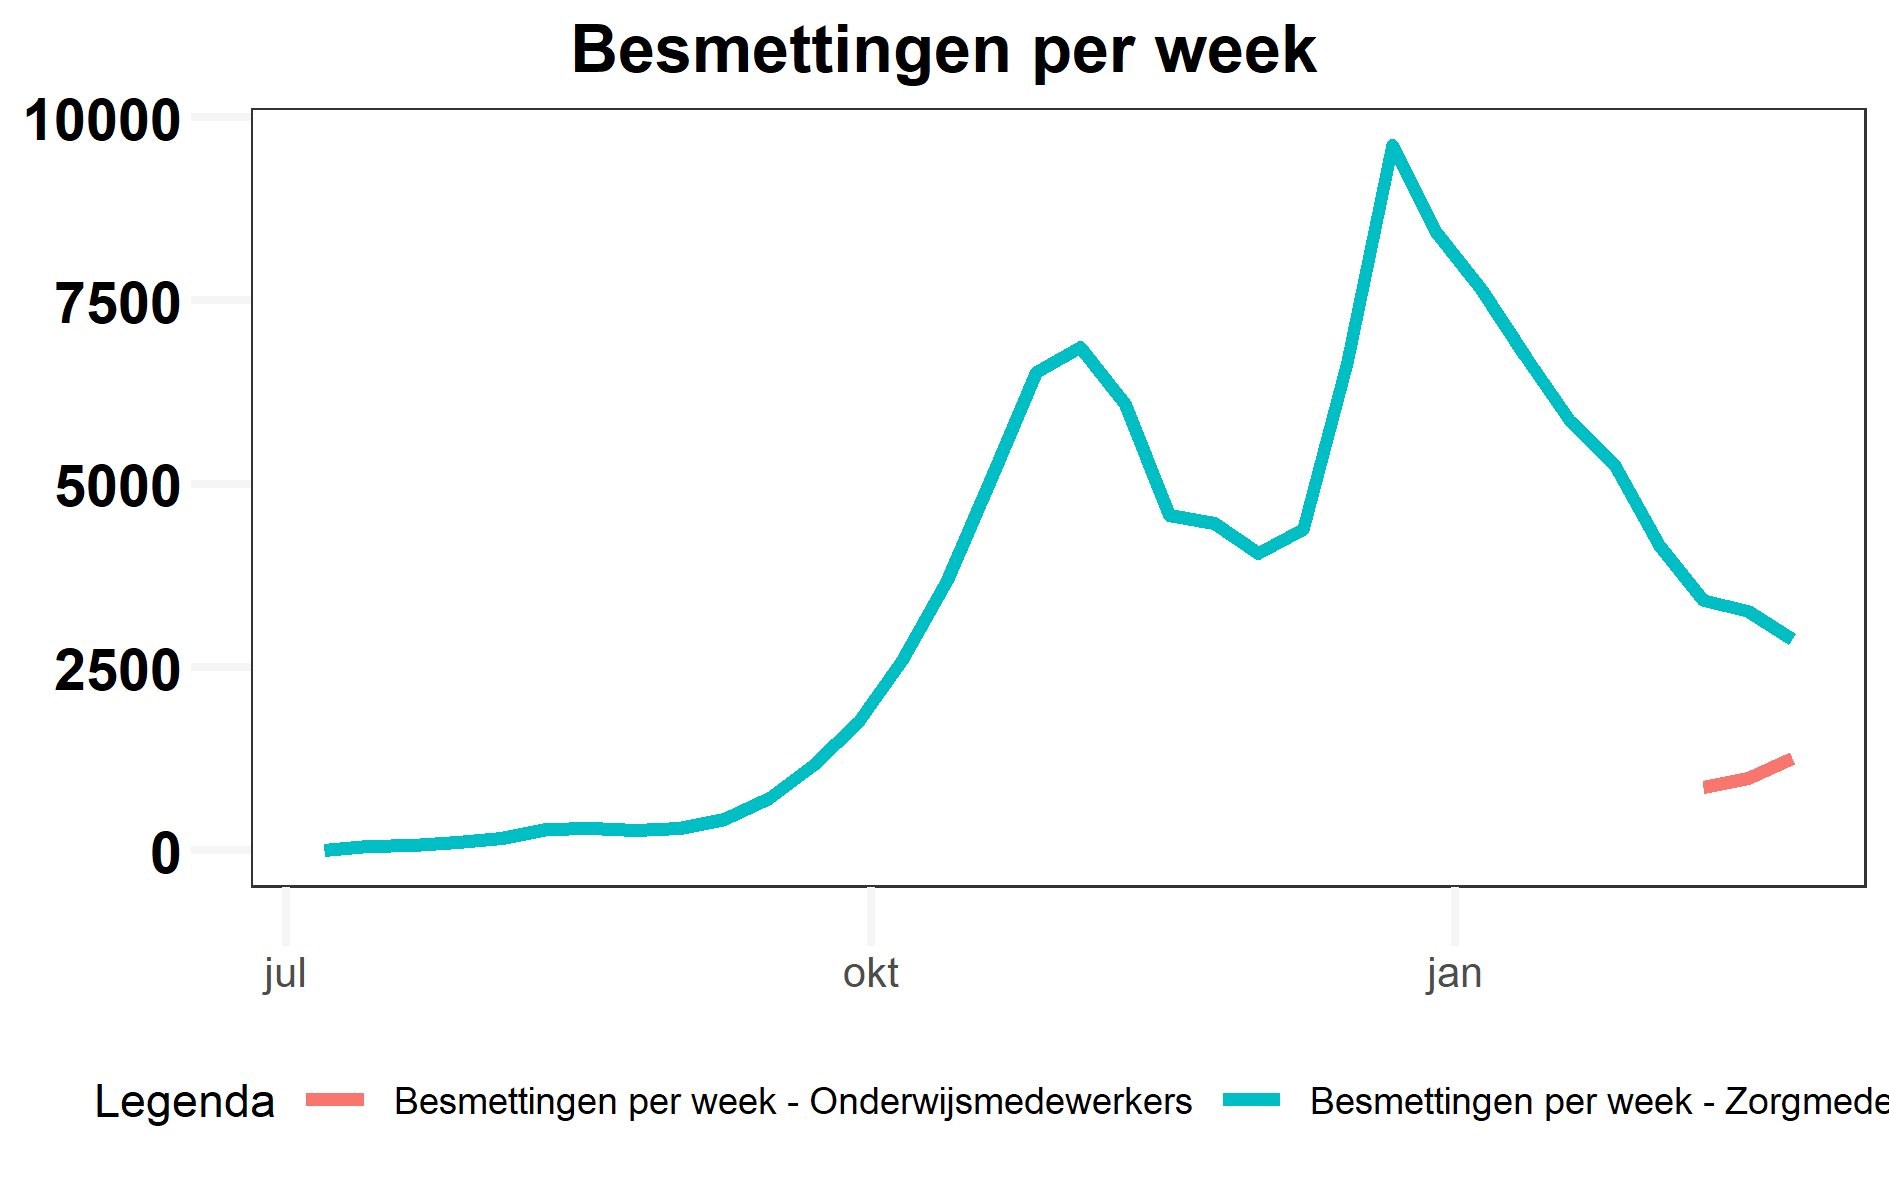 Besmettingen per week
10000
7500
5000
2500
0
jul okt jan
Legenda Besmettingen per week - Onderwijsmedewerkers Besmettingen per week - Zorgmede